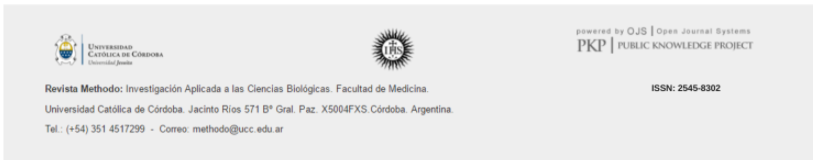 UNIVERSIDAD
CATÓLICA DE CÓRDOBA
Universidad Jesuita
IHS
powered by OJS | Open Journal Systems
PKP | PUBLIC KNOWLEDGE PROJECT
Revista Methodo: Investigación Aplicada a las Ciencias Biológicas. Facultad de Medicina.
ISSN: 2545-8302
Universidad Católica de Córdoba. Jacinto Ríos 571 B° Gral. Paz. X5004FXS.Córdoba. Argentina.
Tel.: (+54) 351 4517299 - Correo: methodo@ucc.edu.ar